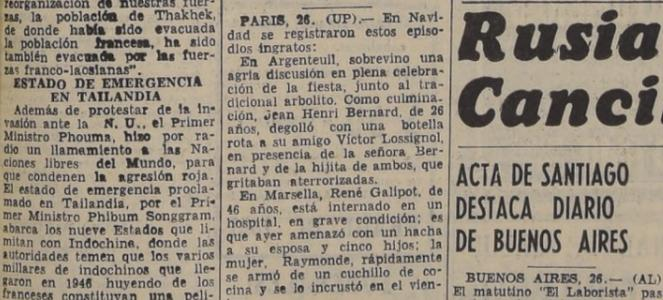 reorganización de nuestras fuer-
zas, a población de Thakhek,
de donde había sido evacuada
la población francesa, ha sido
también evacuada por las fuer-
zas franco-laosianas".
ESTADO DE EMERGENCIA
EN TAILANDIA
Además de protestar de la in-
vasión ante la N. U., el Primer
Ministro Phouma, hizo por ra-
dio un llamamiento a las Na-
ciones libres del Mundo, para
que condenen la agresión roja.
El estado de emergencia procla-
mado en Tailandia, por el Pri-
mer Ministro Phibum Songgram,
abarca los nueve Estados que li-
mitan con Indochine, donde las
autoridades temen que los varios
millares de indochinos que lle-
garon en 1946 huyendo de los
franceses constituyan una peli-
PARIS, 26. (UP).— En Navi-
dad se registraron estos episo-
dios ingratos:
En Argenteuil, sobrevino una
agria discusión en plena celebra-
ción de la fiesta, junto al tra-
dicional arbolito. Como culmina-
ción, Jean Henri Bernard, de 26
años, degolló con una botella
rota a su amigo Víctor Lossignol,
en presencia de la señora Ber-
nard y de la hijita de ambos, que
gritaban aterrorizadas.
En Marsella, René Galipot, de
46 años, está internado en un
hospital, en grave condición; es
que ayer amenazó con un hacha
a su esposa y cinco hijos; la
mujer, Raymonde, rápidamente
se armó de un cuchillo de co-
cina y se lo incrustó en el vien-
Rusia
Canci
ACTA DE SANTIAGO
DESTACA DIARIO
DE BUENOS AIRES
BUENOS AIRES, 26.— (AL)
El matutino "El Laborista" pas